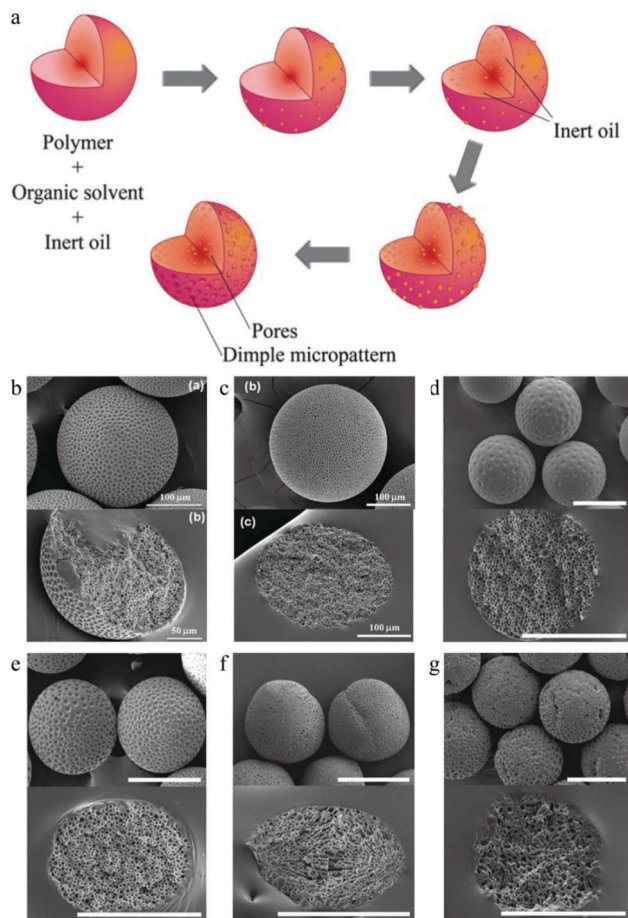 a
Polymer
+
Organic solvent
+
Inert oil
Inert oil
Pores
Dimple micropattern
b
(a)
100 μm
(b)
50 μm
c
(b)
100 μm
(c)
100 μm
d
e
f
g